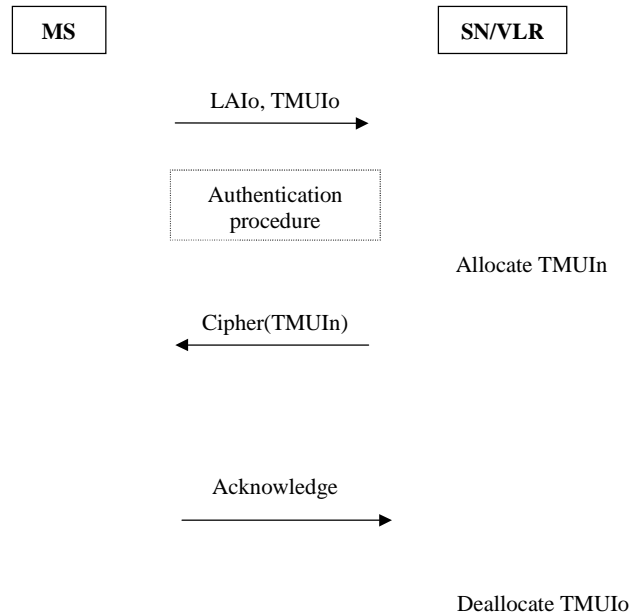 MS
SN/VLR
LAIo, TMUIo
Authentication
procedure
Allocate TMUIn
Cipher(TMUIn)
Acknowledge
Deallocate TMUIo